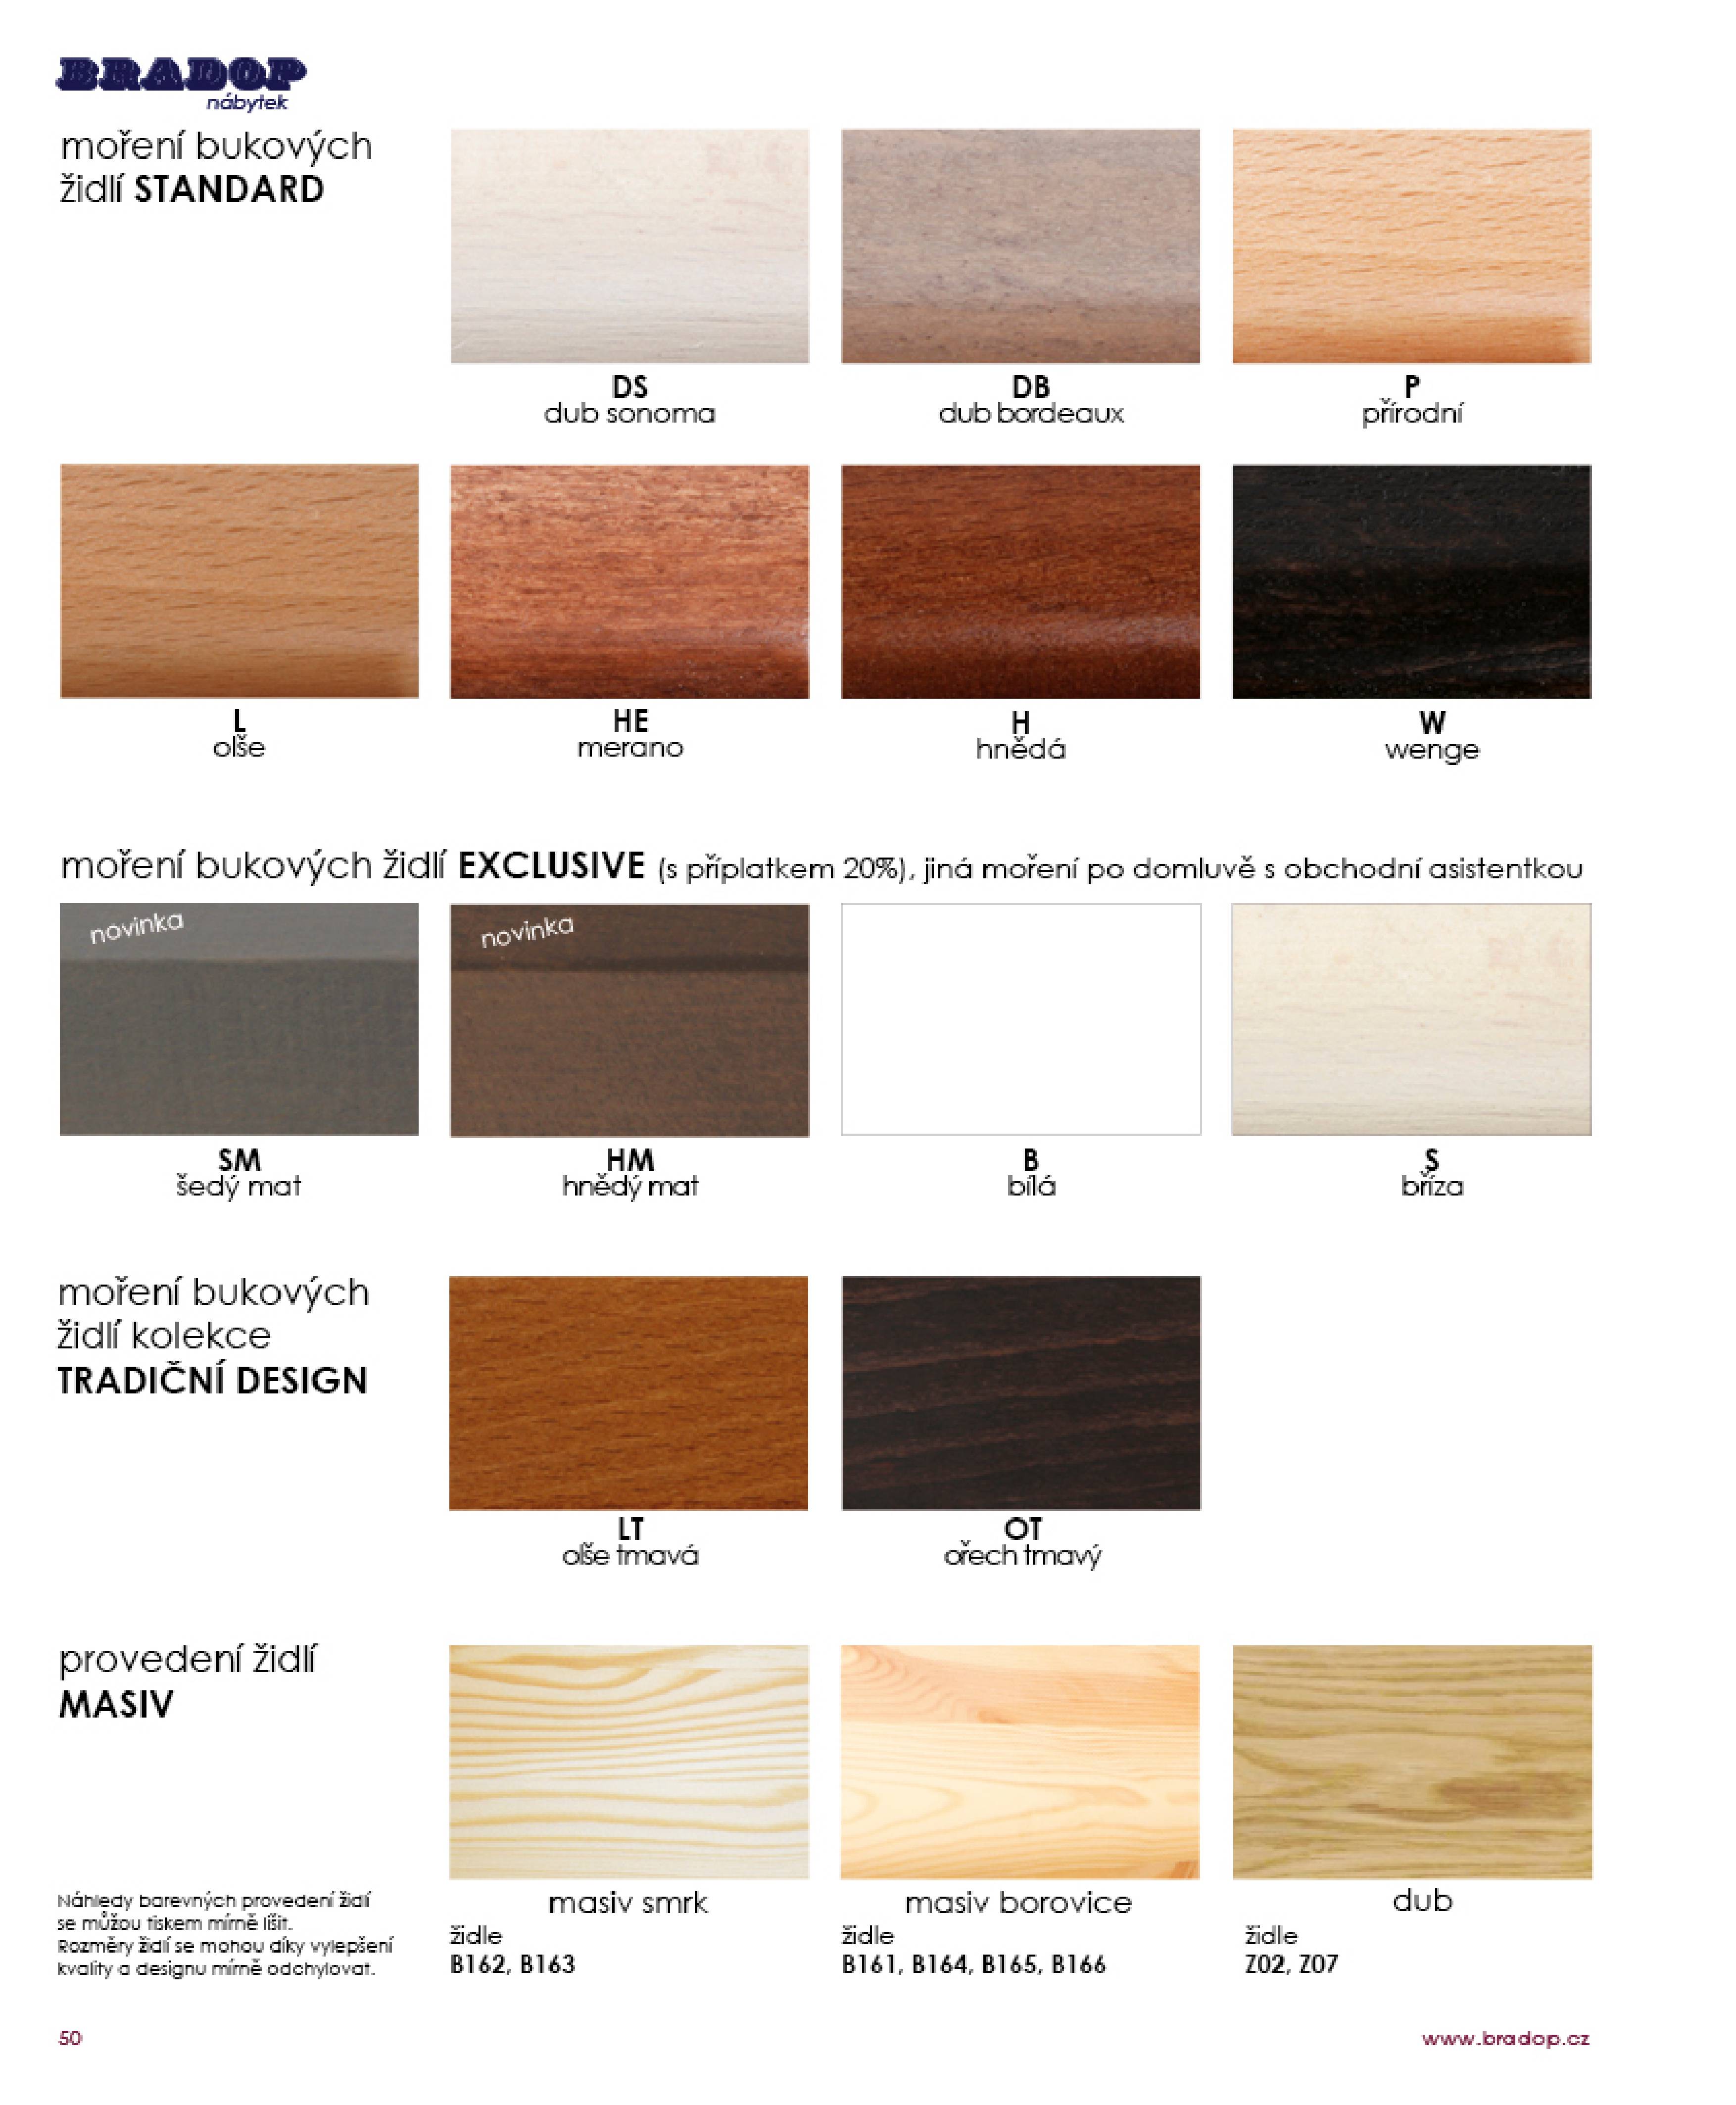 BRADOP
nábytek
moření bukových
židlí STANDARD
DS
dub sonoma
DB
dub bordeaux
P
přírodní
L
olše
HE
merano
H
hnědá
W
wenge
moření bukových židlí EXCLUSIVE (s příplatkem 20%), jiná moření po domluvě s obchodní asistentkou
novinka
novinka
SM
šedý mat
HM
hnědý mat
B
bílá
S
bříza
moření bukových
židlí kolekce
TRADIČNÍ DESIGN
LT
olše tmavá
OT
ořech tmavý
provedení židlí
MASIV
masiv smrk
židle
B162, B163
masiv borovice
židle
B161, B164, B165, B166
dub
židle
Z02, Z07
Náhledy barevných provedení židlí
se můžou tiskem mírně lišit.
Rozměry židlí se mohou díky vylepšení
kvality a designu mírně odchylovat.
50
www.bradop.cz